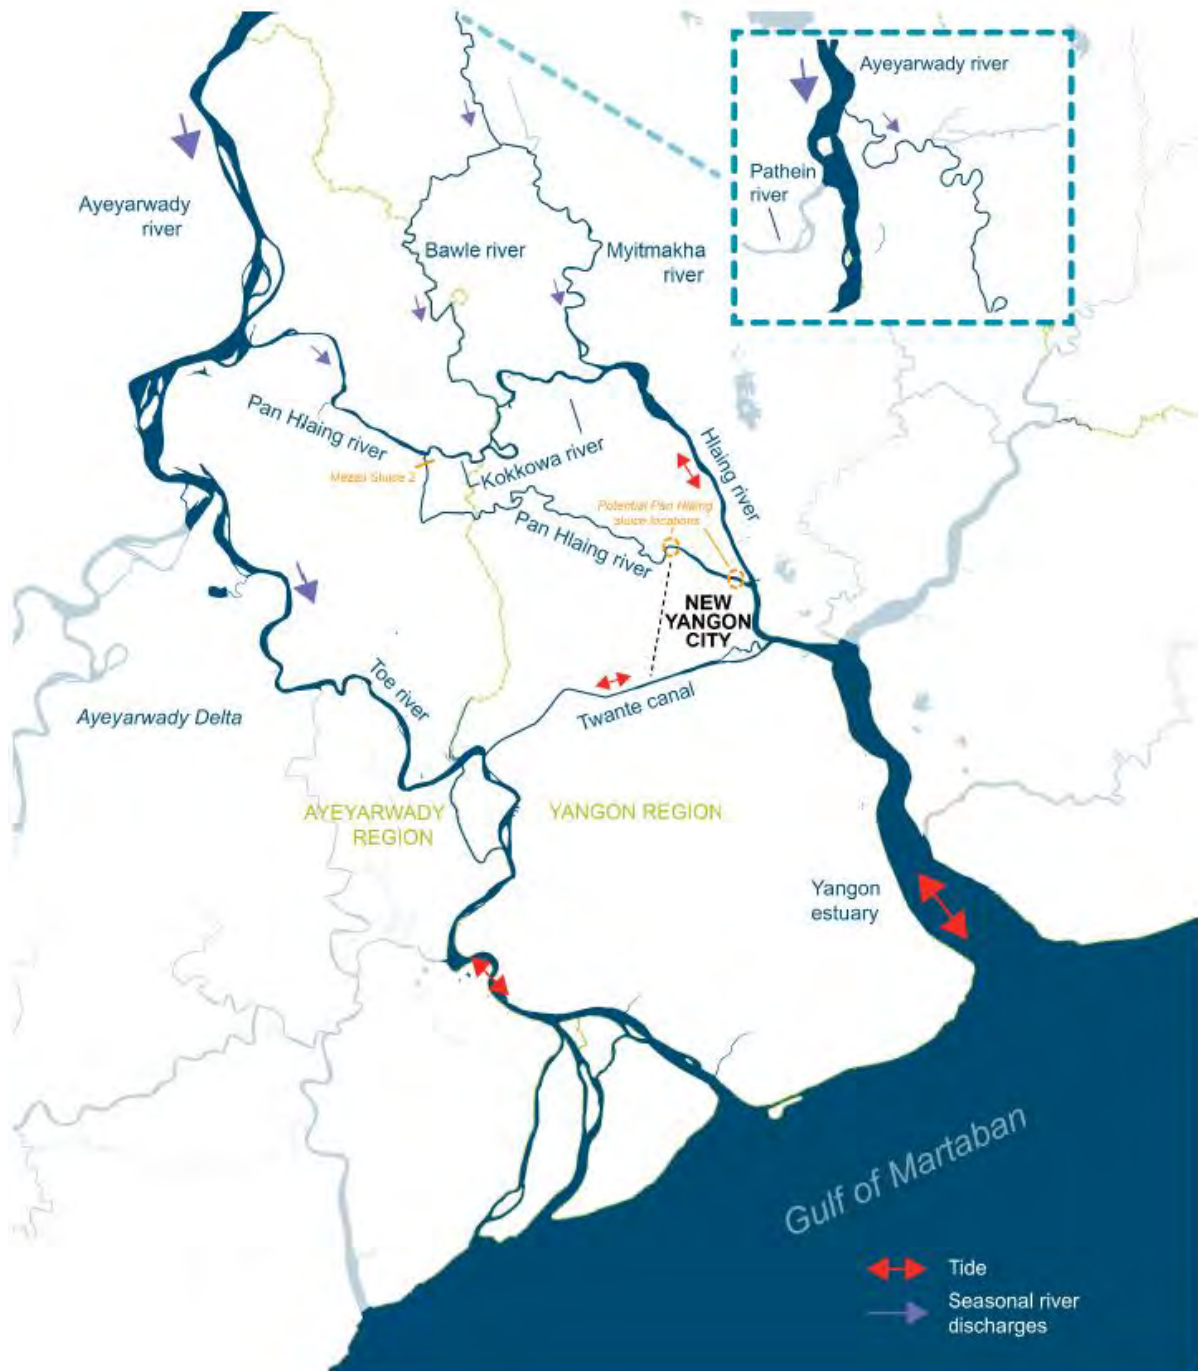 Ayeyarwady river
Pathein
river
Ayeyarwady
river
Bawle river
Myitmakha
river
Pan Hlaing river
Kokkowa river
Hlaing river
Mezali Sluice 2
Potential Pan Hlaing
sluice locations
Pan Hlaing river
NEW
YANGON
CITY
Toe river
Twante canal
Ayeyarwady Delta
AYEYARWADY
REGION
YANGON REGION
Yangon
estuary
Gulf of Martaban
Tide
Seasonal river
discharges